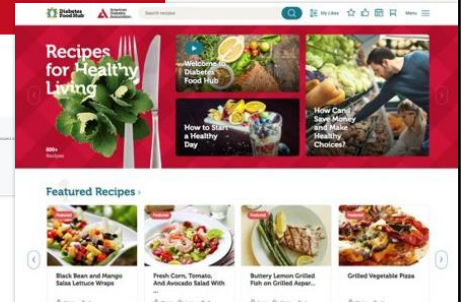 Diabetes
Food Hub
American
Diabetes
Association
Search recipes
My Likes
Menu
Recipes
for Healthy
Living
600+
Recipes
Welcome to
Diabetes
Food Hub
How to Start
a Healthy
Day
How Can I
Save Money
and Make
Healthy
Choices?
Featured Recipes ›
Featured
Featured
Featured
Featured
Black Bean and Mango
Salsa Lettuce Wraps
Fresh Corn, Tomato,
And Avocado Salad With
...
Buttery Lemon Grilled
Fish on Grilled Aspar...
Grilled Vegetable Pizza